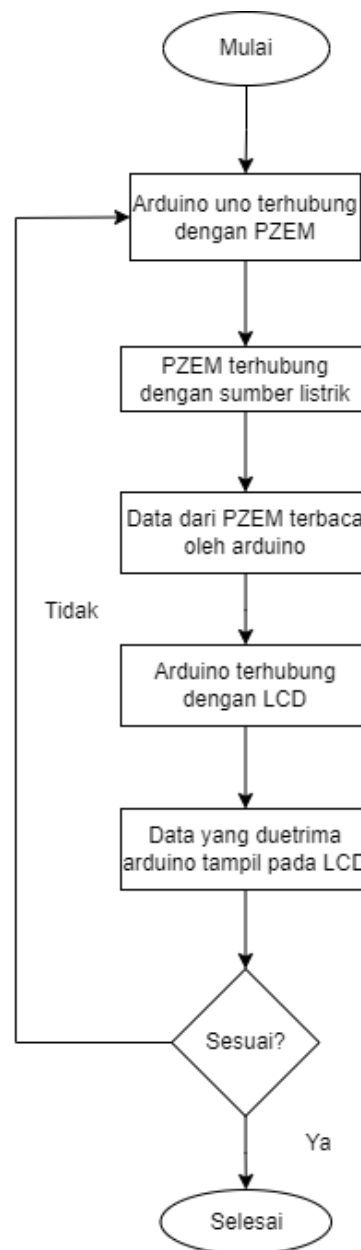 Mulai
Arduino uno terhubung
dengan PZEM
PZEM terhubung
dengan sumber listrik
Data dari PZEM terbaca
oleh arduino
Tidak
Arduino terhubung
dengan LCD
Data yang duetrima
arduino tampil pada LCD
Sesuai?
Ya
Selesai